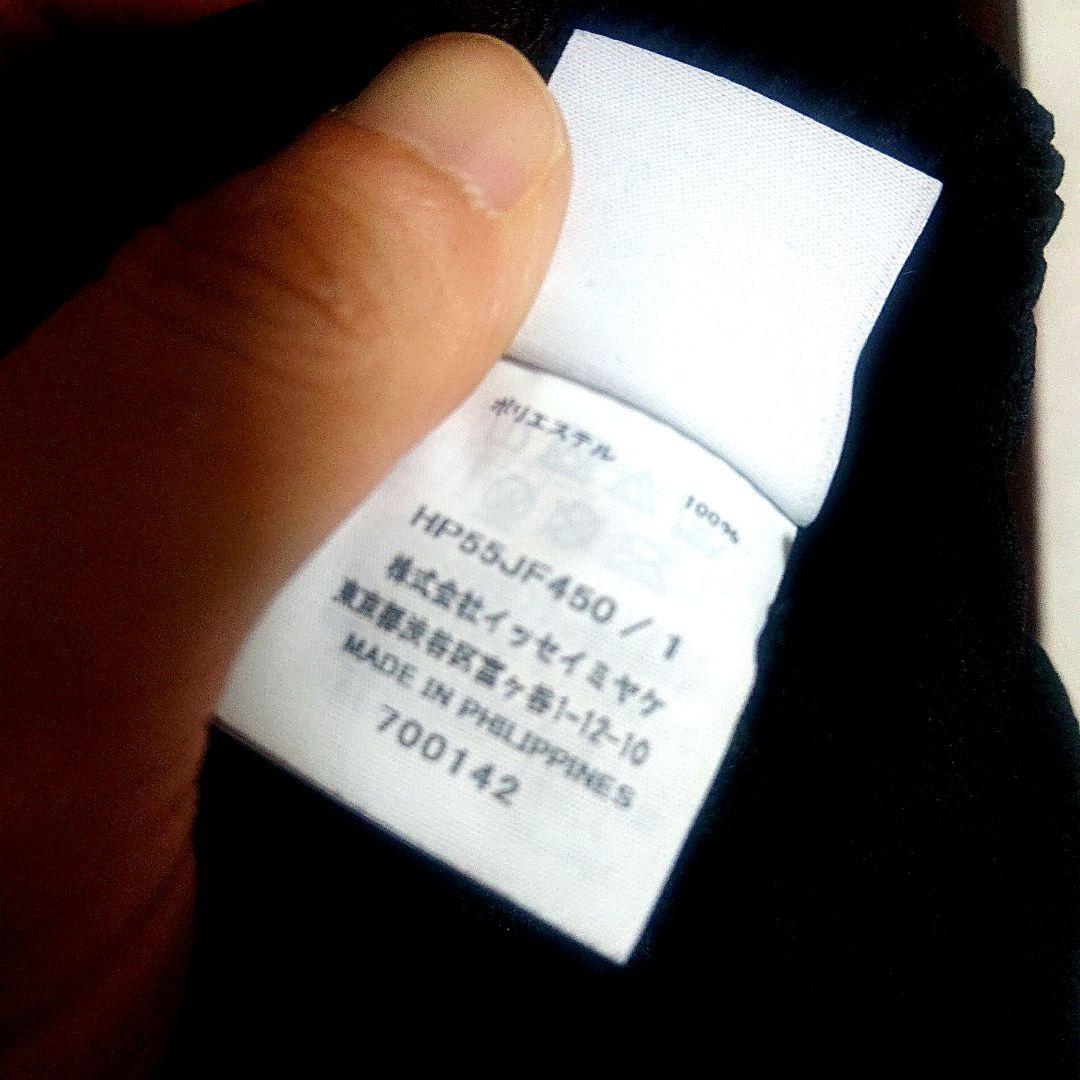 ポリエステル 100%
HP55JF450 / 1
株式会社イッセイミヤケ
東京都渋谷区富ヶ谷1-12-10
MADE IN PHILIPPINES
700142